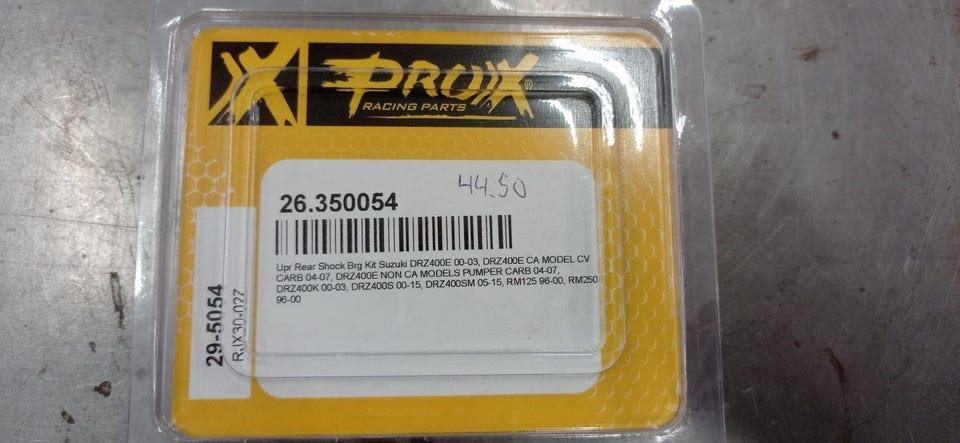 X PROX®
RACING PARTS
44.50
26.350054
Upr Rear Shock Brg Kit Suzuki DRZ400E 00-03, DRZ400E CA MODEL CV
CARB 04-07, DRZ400E NON CA MODELS PUMPER CARB 04-07,
DRZ400K 00-03, DRZ400S 00-15, DRZ400SM 05-15, RM125 96-00, RM250
96-00
29-5054
RJX30-027